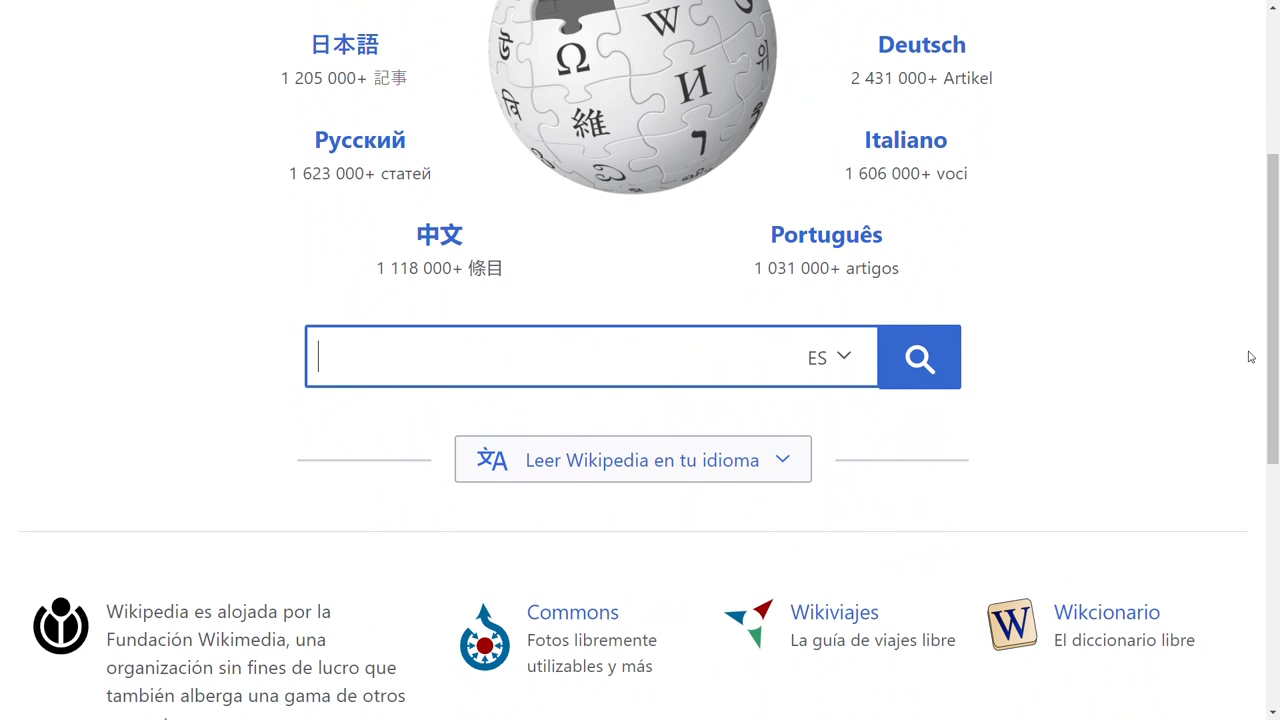 日本語
1 205 000+ 記事
Deutsch
2 431 000+ Artikel
Русский
1 623 000+ статей
Italiano
1 606 000+ voci
中文
1 118 000+ 條目
Português
1 031 000+ artigos
Ω
W
И
維
ES
文A Leer Wikipedia en tu idioma
Wikipedia es alojada por la
Fundación Wikimedia, una
organización sin fines de lucro que
también alberga una gama de otros
Commons
Fotos libremente
utilizables y más
Wikiviajes
La guía de viajes libre
W
Wikcionario
El diccionario libre